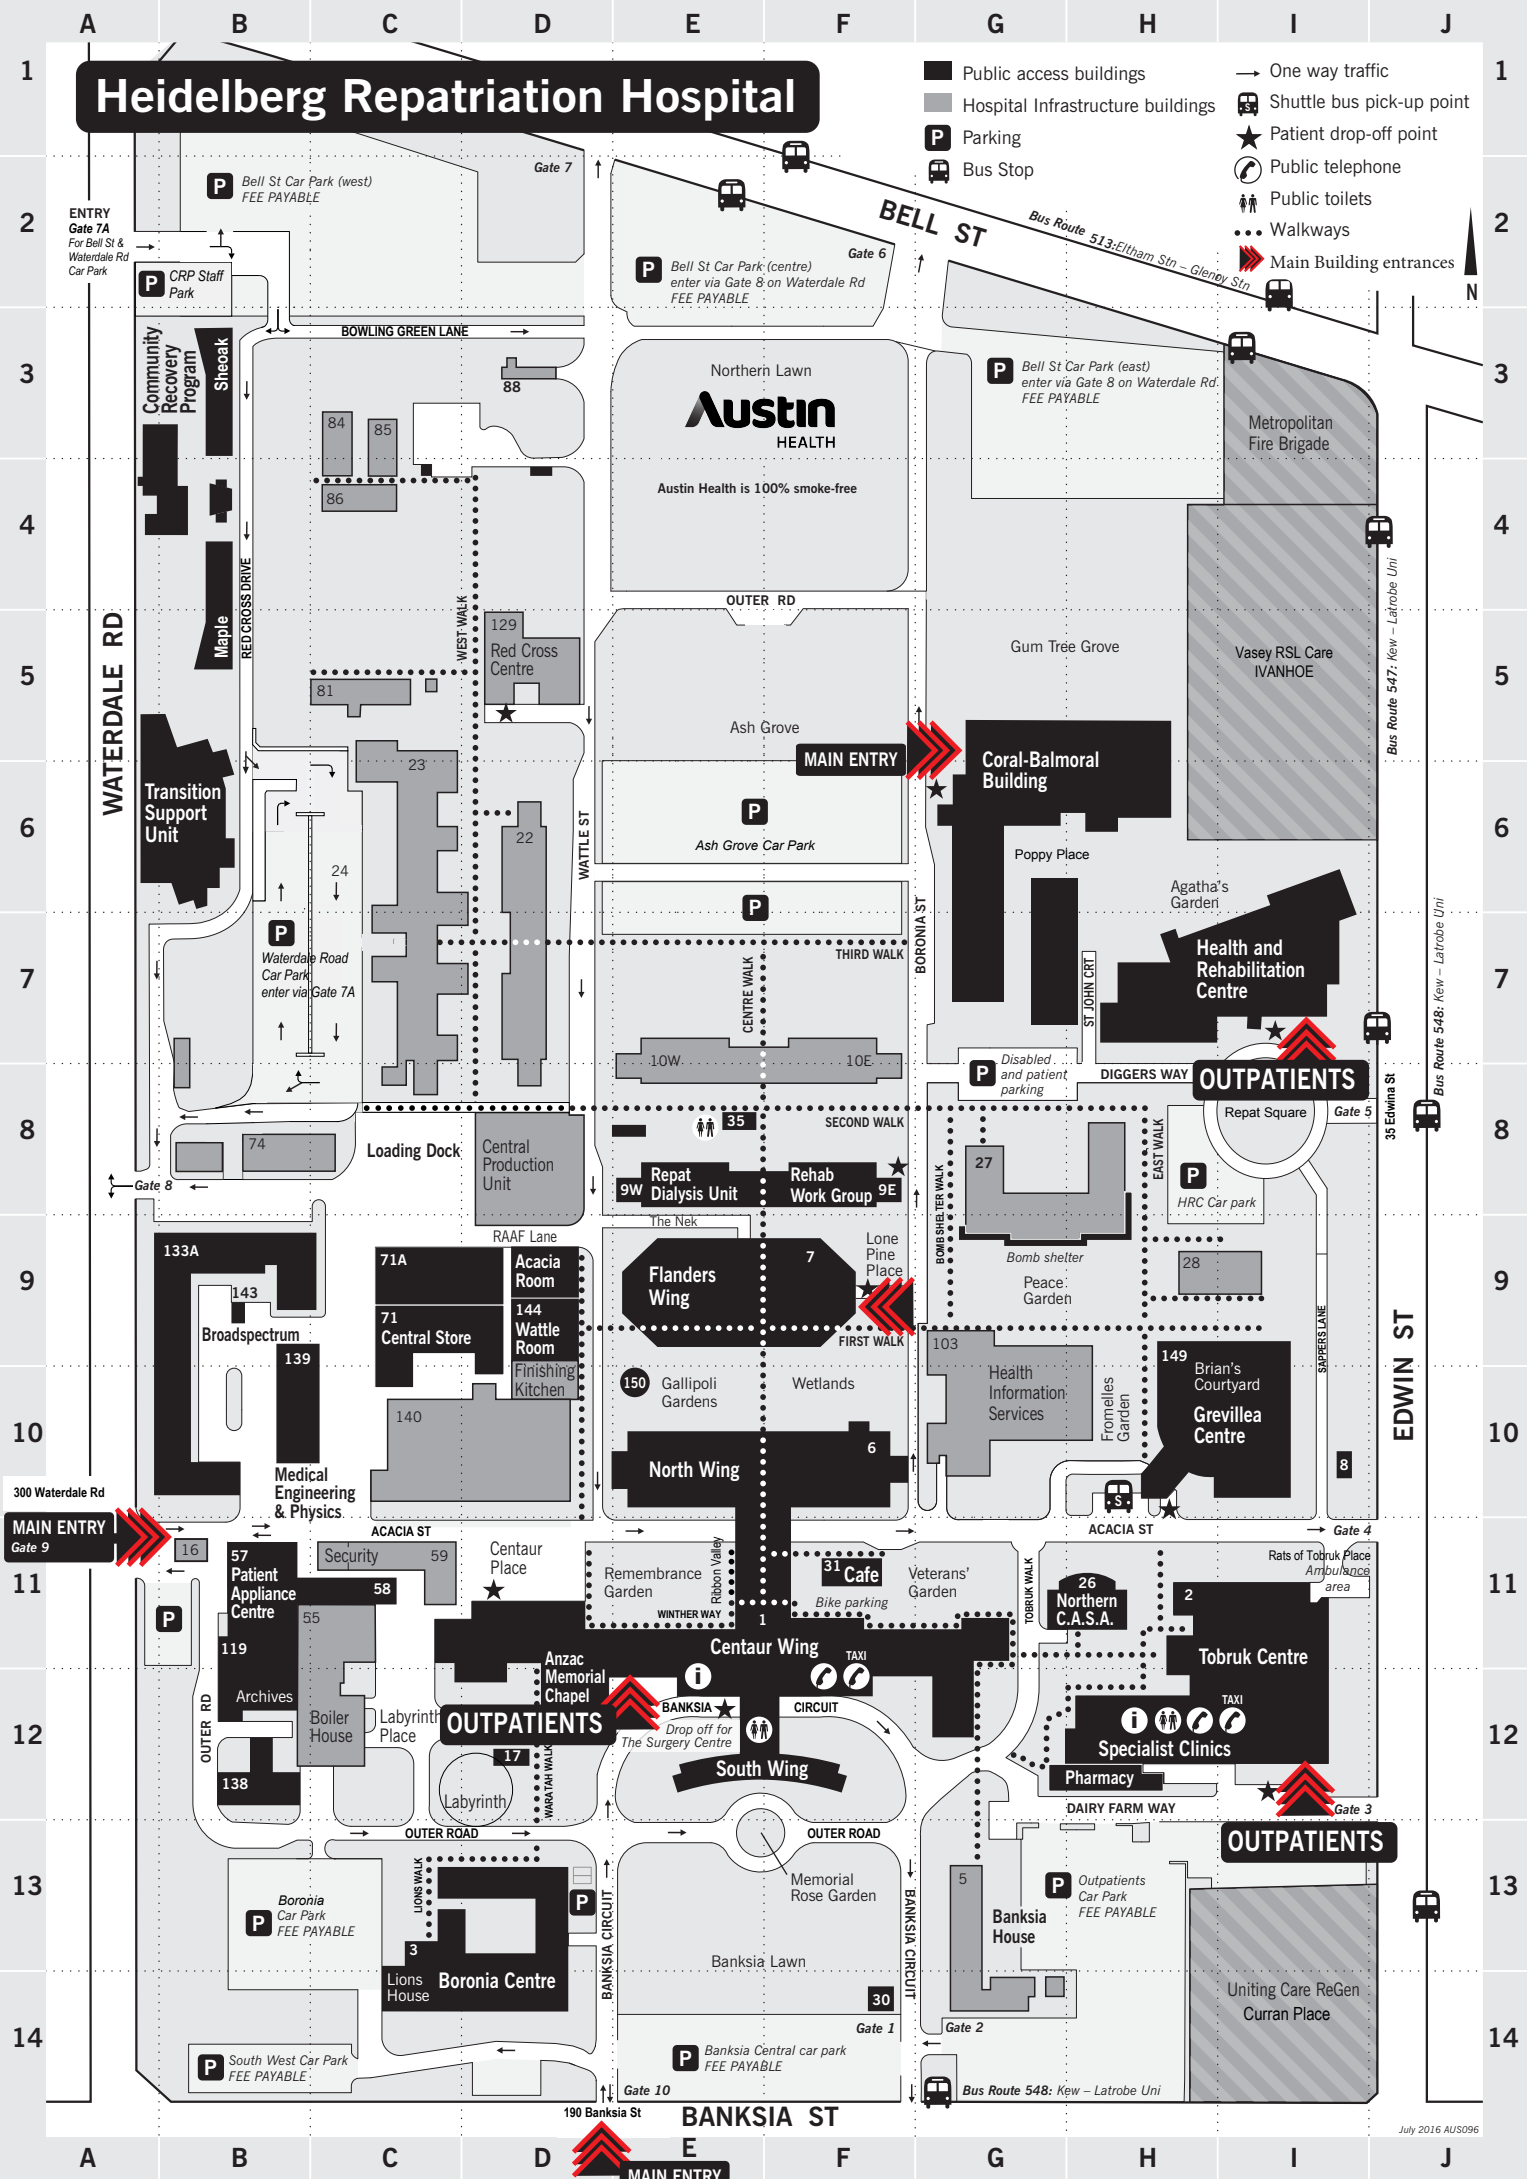 A B C D E F G H I J
1
Heidelberg Repatriation Hospital
Public access buildings
Hospital Infrastructure buildings
P Parking
Bus Stop
One way traffic
S Shuttle bus pick-up point
Patient drop-off point
Public telephone
Public toilets
Walkways
Main Building entrances
N
1
Gate 7
P Bell St Car Park (west)
FEE PAYABLE
2
ENTRY
Gate 7A
For Bell St &
Waterdale Rd
Car Park
P CRP Staff
Park
BELL ST
Bus Route 513: Eltham Stn – Glenroy Stn
Gate 6
P Bell St Car Park (centre)
enter via Gate 8 on Waterdale Rd
FEE PAYABLE
2
BOWLING GREEN LANE
3
Community
Recovery
Program
Sheoak
88
84
85
Northern Lawn
Austin
HEALTH
P Bell St Car Park (east)
enter via Gate 8 on Waterdale Rd
FEE PAYABLE
Metropolitan
Fire Brigade
3
86
Austin Health is 100% smoke-free
4
4
RED CROSS DRIVE
Maple
WEST WALK
OUTER RD
Bus Route 547: Kew – Latrobe Uni
WATERDALE RD
5
129
Red Cross
Centre
81
Gum Tree Grove
Vasey RSL Care
IVANHOE
5
Ash Grove
MAIN ENTRY
Coral-Balmoral
Building
23
Transition
Support
Unit
6
22
24
WATTLE ST
P
Ash Grove Car Park
Poppy Place
Agatha's
Garden
6
P
P
Waterdale Road
Car Park
enter via Gate 7A
7
THIRD WALK
CENTRE WALK
BORONIA ST
ST JOHN CRT
Health and
Rehabilitation
Centre
Bus Route 548: Kew – Latrobe Uni
7
10W
10E
P Disabled
and patient
parking
DIGGERS WAY
OUTPATIENTS
Repat Square
Gate 5
35 Edwina St
8
74
Loading Dock
Central
Production
Unit
35
SECOND WALK
9W
Repat
Dialysis Unit
Rehab
Work Group
9E
BOMB SHELTER WALK
27
EAST WALK
P
HRC Car park
8
Gate 8
The Nek
RAAF Lane
133A
143
Broadspectrum
9
71A
Acacia
Room
71
Central Store
144
Wattle
Room
Finishing
Kitchen
Flanders
Wing
7
Lone
Pine
Place
FIRST WALK
Bomb shelter
Peace
Garden
28
SAPPERS LANE
9
EDWIN ST
139
150
Gallipoli
Gardens
Wetlands
103
Health
Information
Services
Fromelles
Garden
149
Brian's
Courtyard
Grevillea
Centre
10
140
North Wing
6
8
S
10
Medical
Engineering
& Physics
300 Waterdale Rd
MAIN ENTRY
Gate 9
ACACIA ST
ACACIA ST
Gate 4
16
57
Patient
Appliance
Centre
Security
59
58
55
Centaur
Place
Remembrance
Garden
Ribbon Valley
WINTHER WAY
31 Cafe
Bike parking
Veterans'
Garden
TOBRUK WALK
26
Northern
C.A.S.A.
Rats of Tobruk Place
Ambulance
area
11
11
P
119
1
Centaur Wing
2
Tobruk Centre
Anzac
Memorial
Chapel
i
TAXI
Archives
OUTER RD
Boiler
House
Labyrinth
Place
OUTPATIENTS
BANKSIA
CIRCUIT
Drop off for
The Surgery Centre
i
TAXI
Specialist Clinics
12
12
17
WARATAH WALK
South Wing
Pharmacy
138
Labyrinth
DAIRY FARM WAY
Gate 3
OUTER ROAD
OUTER ROAD
OUTPATIENTS
13
LIONS WALK
Memorial
Rose Garden
5
P
Outpatients
Car Park
FEE PAYABLE
13
Boronia
Car Park
P FEE PAYABLE
P
BANKSIA CIRCUIT
BANKSIA CIRCUIT
Banksia
House
3
Lions
House
Boronia Centre
Banksia Lawn
30
Uniting Care ReGen
Curran Place
14
Gate 1
Gate 2
P South West Car Park
FEE PAYABLE
P Banksia Central car park
FEE PAYABLE
14
Gate 10
Bus Route 548: Kew – Latrobe Uni
190 Banksia St
BANKSIA ST
July 2016 AUS096
A B C D E F G H I J
MAIN ENTRY